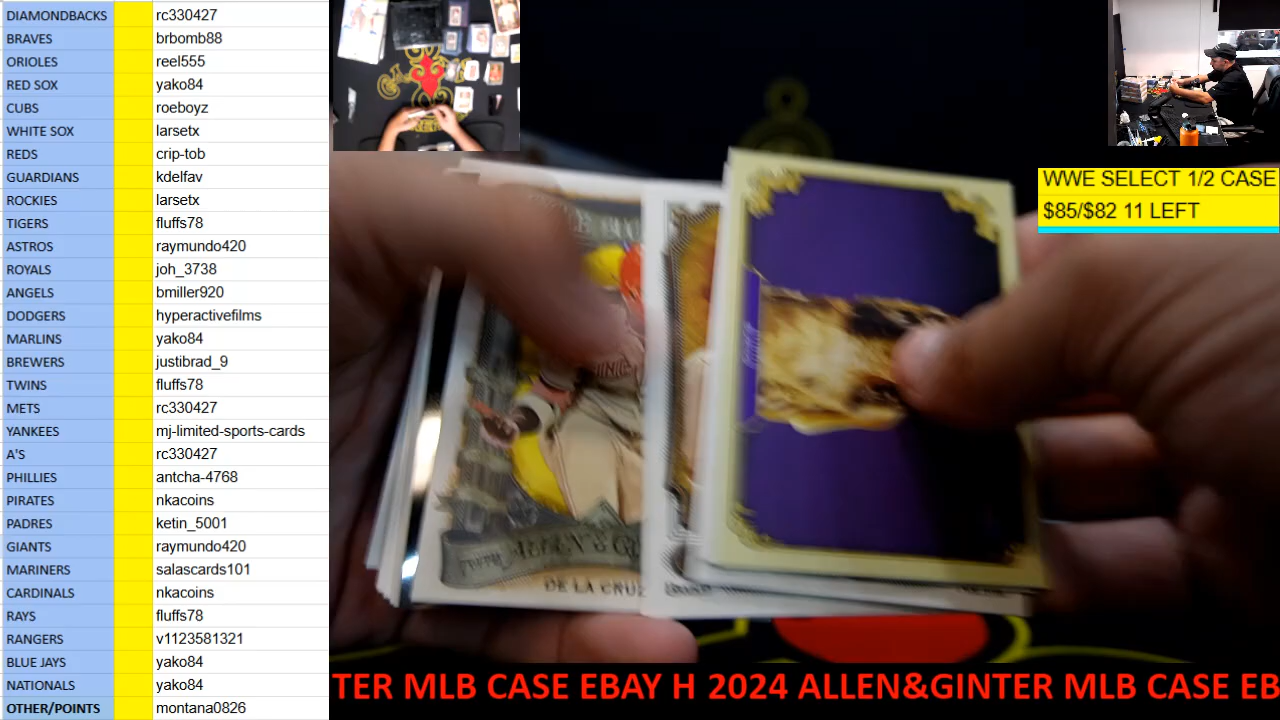 DIAMONDBACKS rc330427
BRAVES brbomb88
ORIOLES reel555
RED SOX yako84
CUBS roeboyz
WHITE SOX larsetx
REDS crip-tob
GUARDIANS kdelfav
ROCKIES larsetx
TIGERS fluffs78
ASTROS raymundo420
ROYALS joh_3738
ANGELS bmiller920
DODGERS hyperactivefilms
MARLINS yako84
BREWERS justibrad_9
TWINS fluffs78
METS rc330427
YANKEES mj-limited-sports-cards
A'S rc330427
PHILLIES antcha-4768
PIRATES nkacoins
PADRES ketin_5001
GIANTS raymundo420
MARINERS salascards101
CARDINALS nkacoins
RAYS fluffs78
RANGERS v1123581321
BLUE JAYS yako84
NATIONALS yako84
OTHER/POINTS montana0826
WWE SELECT 1/2 CASE
$85/$82 11 LEFT
DE LA CRUZ
TER MLB CASE EBAY H 2024 ALLEN&GINTER MLB CASE EB